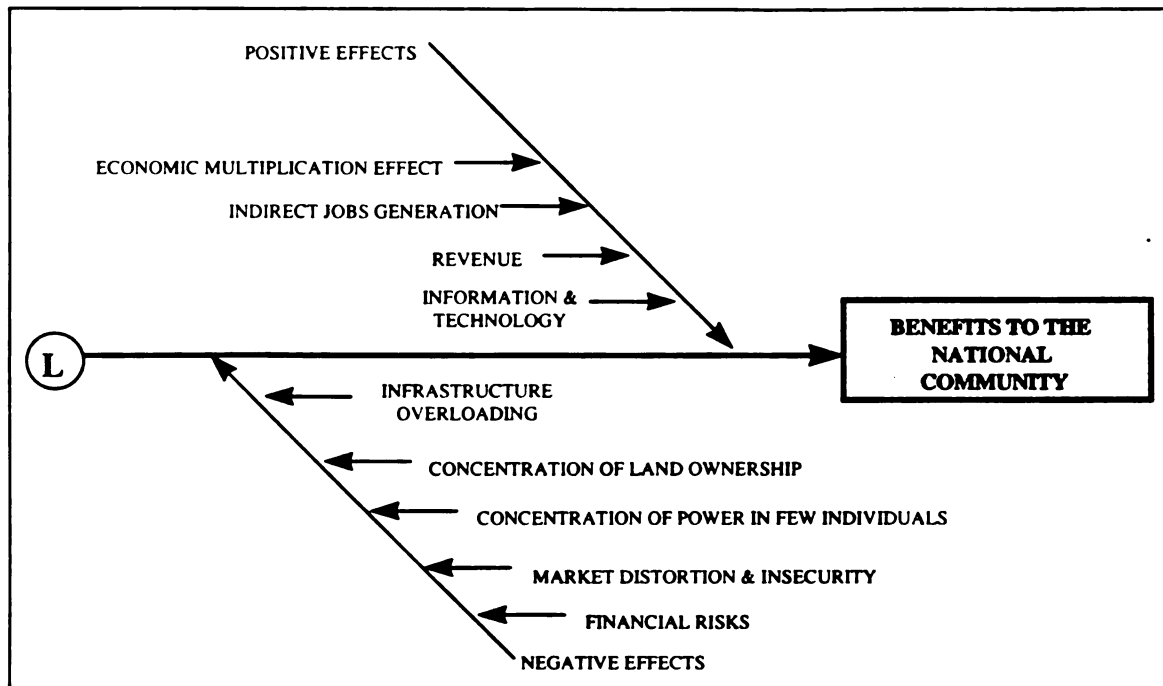 POSITIVE EFFECTS
ECONOMIC MULTIPLICATION EFFECT
INDIRECT JOBS GENERATION
REVENUE
INFORMATION &
TECHNOLOGY
L
BENEFITS TO THE
NATIONAL
COMMUNITY
INFRASTRUCTURE
OVERLOADING
CONCENTRATION OF LAND OWNERSHIP
CONCENTRATION OF POWER IN FEW INDIVIDUALS
MARKET DISTORTION & INSECURITY
FINANCIAL RISKS
NEGATIVE EFFECTS